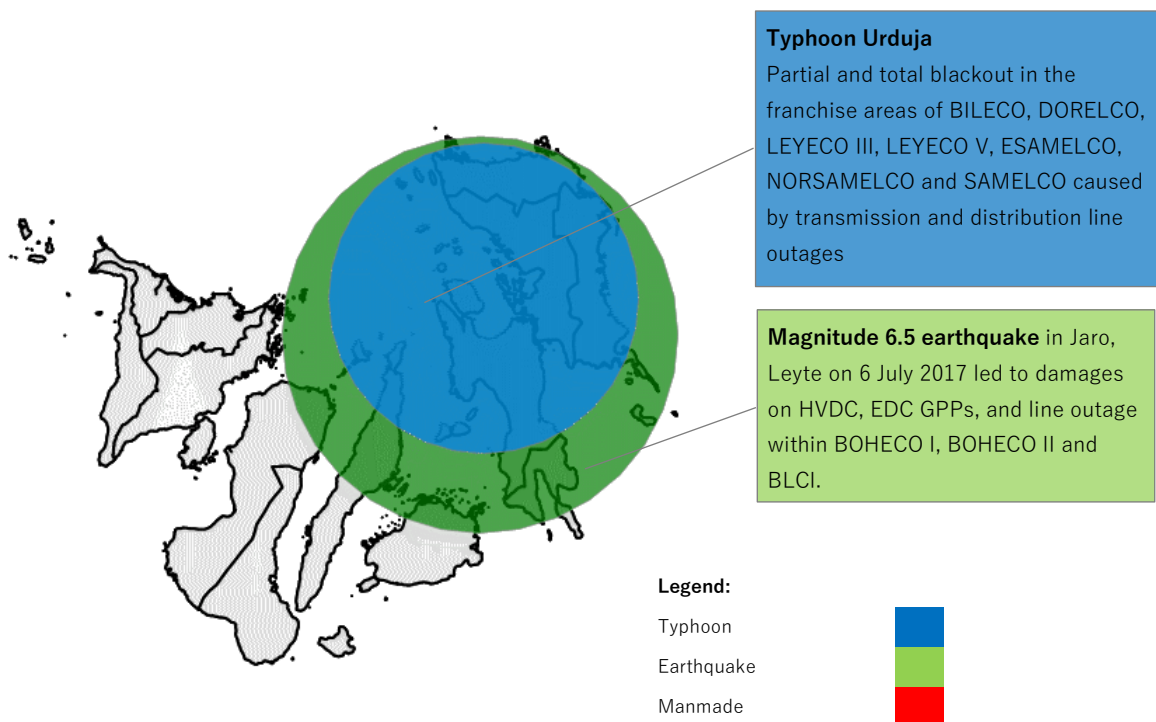 Typhoon Urduja
Partial and total blackout in the
franchise areas of BILECO, DORELCO,
LEYECO III, LEYECO V, ESAMELCO,
NORSAMELCO and SAMELCO caused
by transmission and distribution line
outages
Magnitude 6.5 earthquake in Jaro,
Leyte on 6 July 2017 led to damages
on HVDC, EDC GPPs, and line outage
within BOHECO I, BOHECO II and
BLCI.
Legend:
Typhoon
Earthquake
Manmade